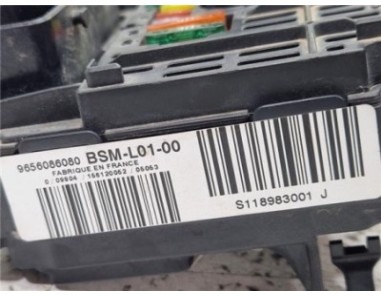 9656086080 BSM-L01-00
FABRIQUE EN FRANCE
S118983001 J